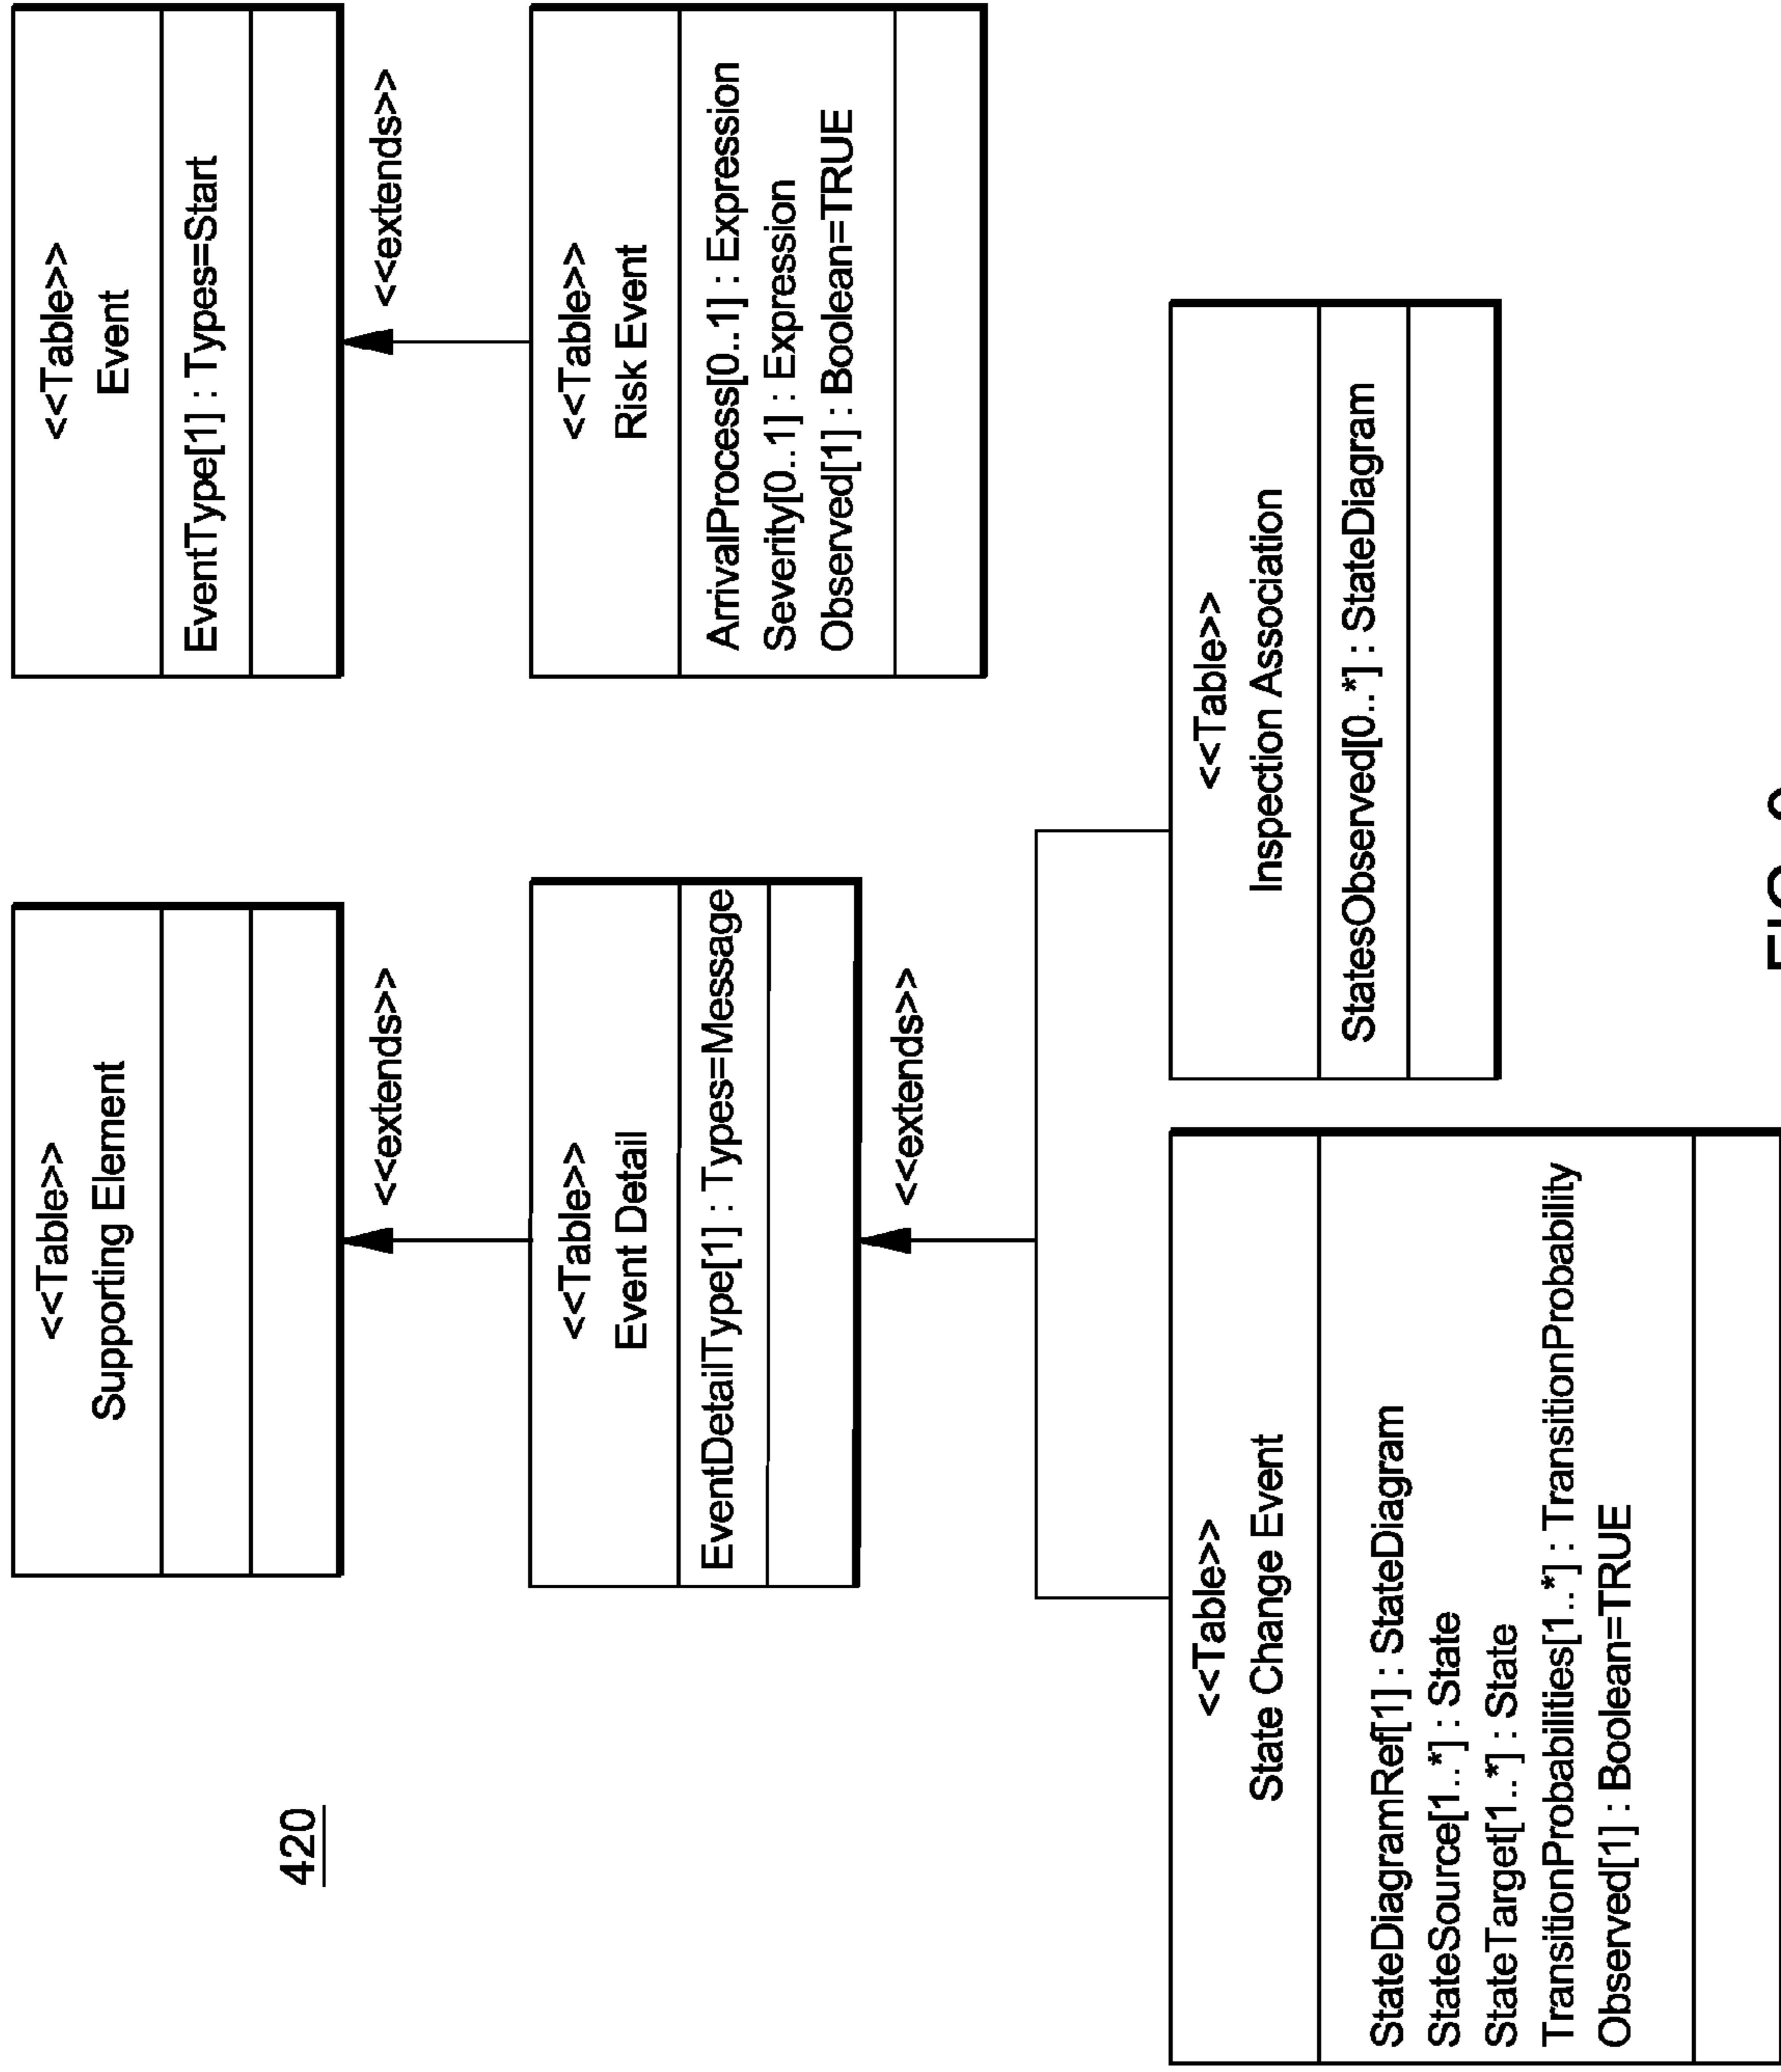 <<Table>>
Supporting Element
<<Table>>
Event
EventType[1] : Types=Start
420
<<extends>>
<<extends>>
<<Table>>
Event Detail
EventDetailType[1] : Types=Message
<<Table>>
Risk Event
ArrivalProcess[0..1] : Expression
Severity[0..1] : Expression
Observed[1] : Boolean=TRUE
<<extends>>
<<Table>>
State Change Event
StateDiagramRef[1] : StateDiagram
StateSource[1..*] : State
StateTarget[1..*] : State
TransitionProbabilities[1..*] : TransitionProbability
Observed[1] : Boolean=TRUE
<<Table>>
Inspection Association
StatesObserved[0..*] : StateDiagram
FIG.